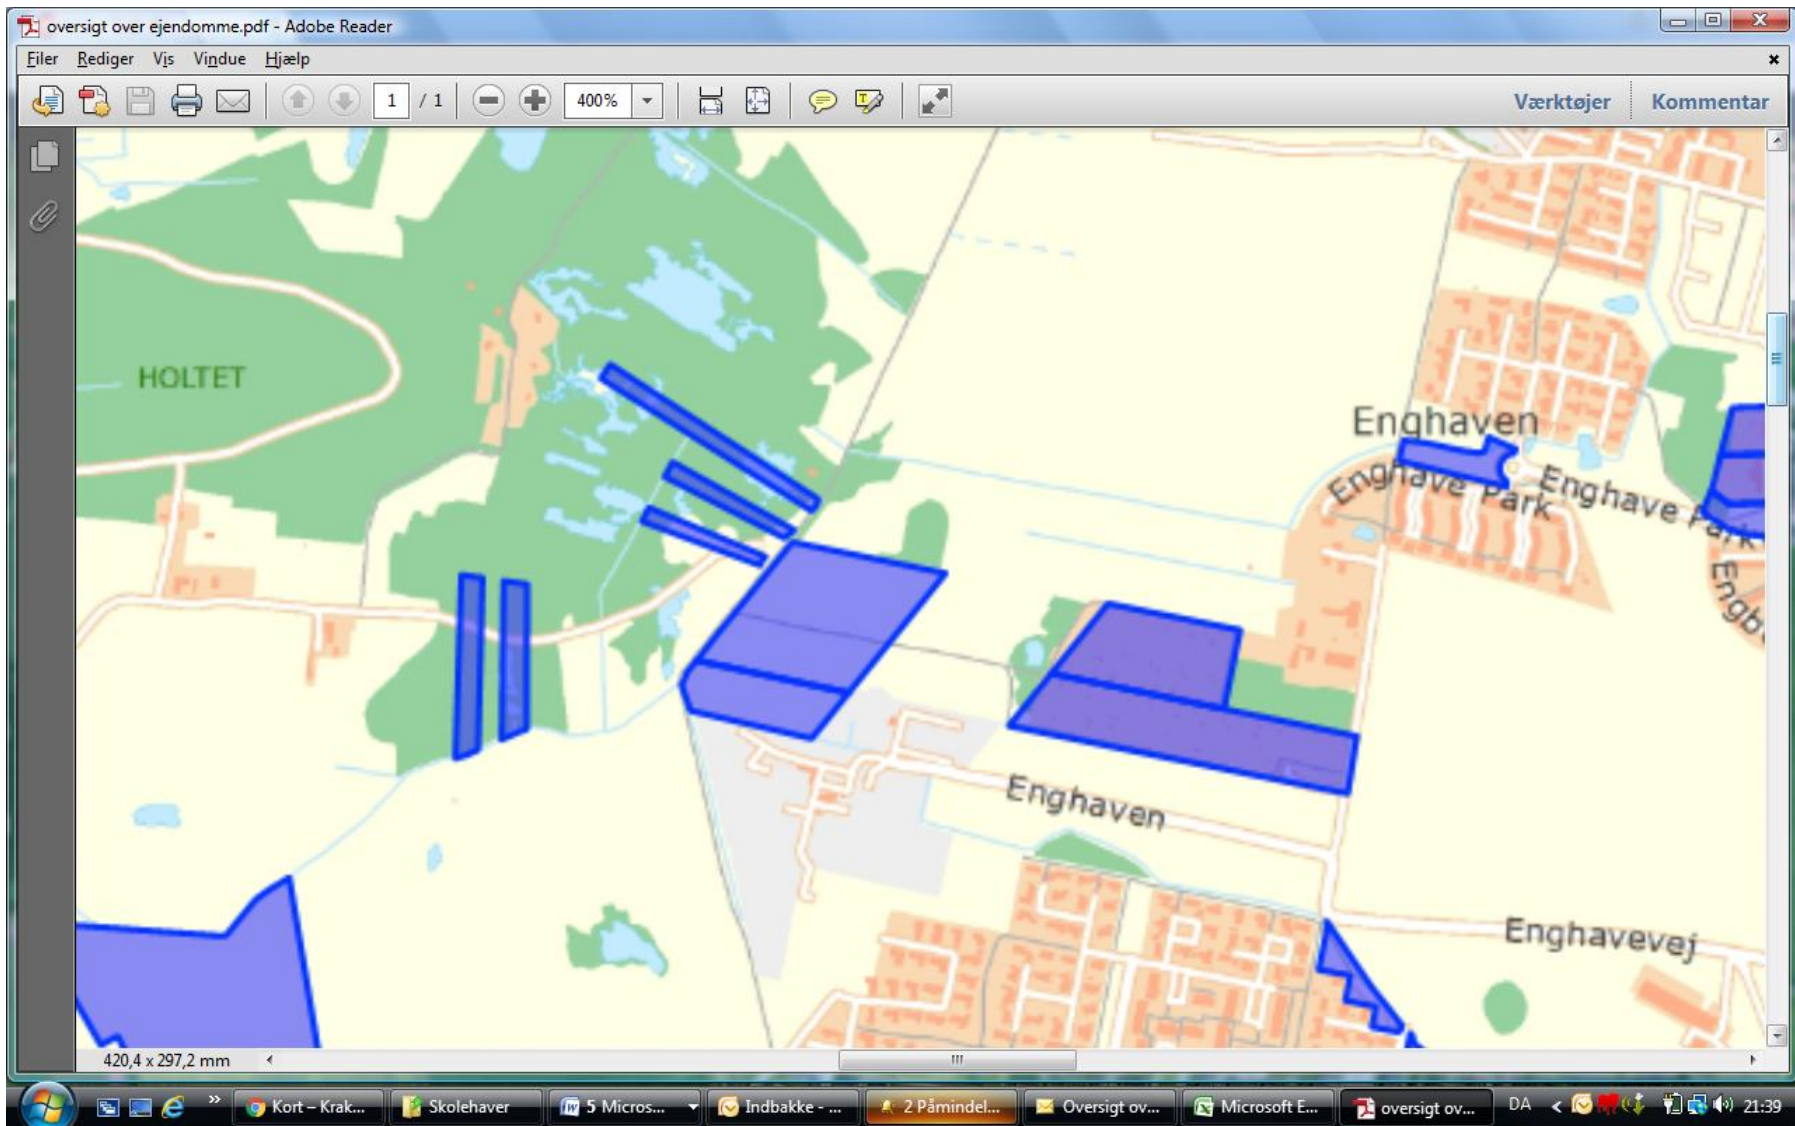 oversigt over ejendomme.pdf - Adobe Reader
Filer Rediger Vis Vindue Hjælp
1 / 1 400% Værktøjer Kommentar
HOLTET
Enghaven
Enghave Park
Enghave Park
Enghaven
Enghavevej
420,4 x 297,2 mm
Kort – Krak... Skolehaver 5 Micros... Indbakke - ... 2 Påmindel... Oversigt ov... Microsoft E... oversigt ov... DA 21:39